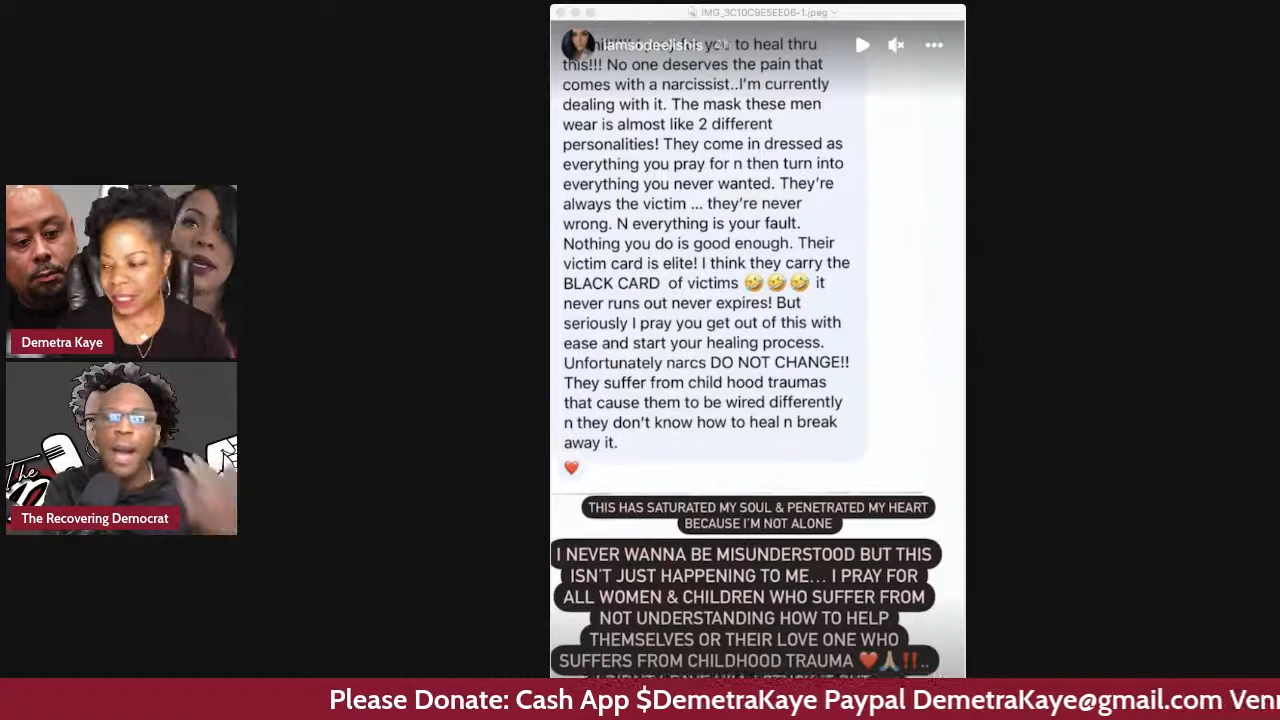 IMG_3C10C9E5EE06-1.jpeg
iamsodeelishis
you to heal thru
this!!! No one deserves the pain that
comes with a narcissist..I'm currently
dealing with it. The mask these men
wear is almost like 2 different
personalities! They come in dressed as
everything you pray for n then turn into
everything you never wanted. They're
always the victim ... they're never
wrong. N everything is your fault.
Nothing you do is good enough. Their
victim card is elite! I think they carry the
BLACK CARD of victims 🤣🤣🤣 it
never runs out never expires! But
seriously I pray you get out of this with
ease and start your healing process.
Unfortunately narcs DO NOT CHANGE!!
They suffer from child hood traumas
that cause them to be wired differently
n they don't know how to heal n break
away it.
❤️
THIS HAS SATURATED MY SOUL & PENETRATED MY HEART
BECAUSE I'M NOT ALONE
I NEVER WANNA BE MISUNDERSTOOD BUT THIS
ISN'T JUST HAPPENING TO ME... I PRAY FOR
ALL WOMEN & CHILDREN WHO SUFFER FROM
NOT UNDERSTANDING HOW TO HELP
THEMSELVES OR THEIR LOVE ONE WHO
SUFFERS FROM CHILDHOOD TRAUMA ❤️🙏🏽‼️..
Demetra Kaye
The
The Recovering Democrat
Please Donate: Cash App $DemetraKaye Paypal DemetraKaye@gmail.com Ven